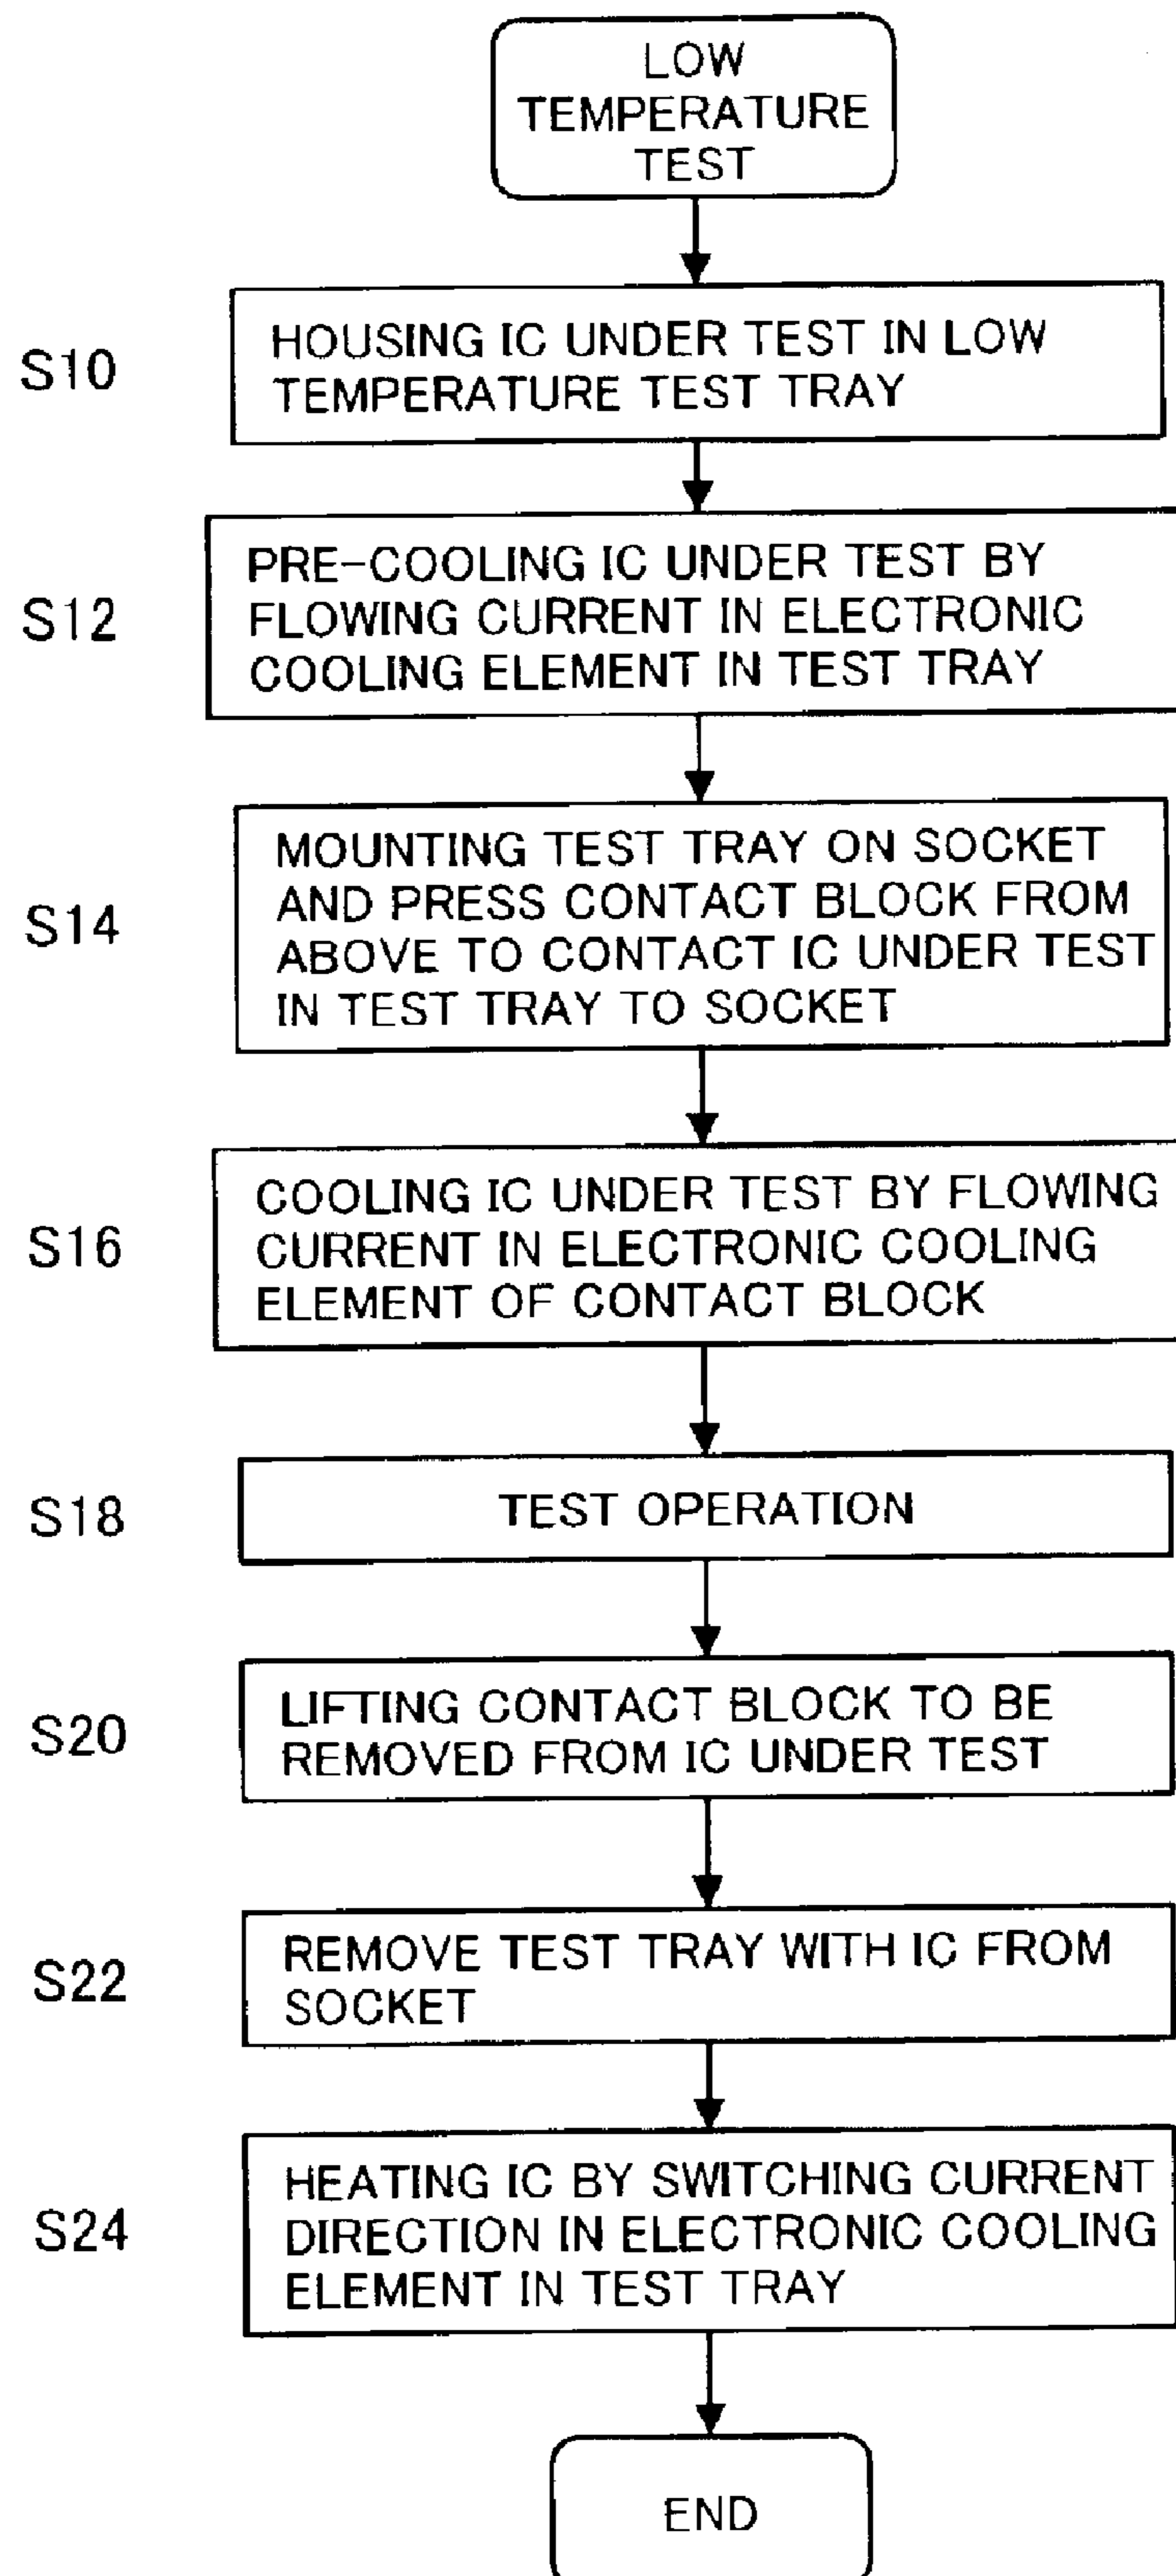 LOW
TEMPERATURE
TEST
S10
HOUSING IC UNDER TEST IN LOW
TEMPERATURE TEST TRAY
S12
PRE-COOLING IC UNDER TEST BY
FLOWING CURRENT IN ELECTRONIC
COOLING ELEMENT IN TEST TRAY
S14
MOUNTING TEST TRAY ON SOCKET
AND PRESS CONTACT BLOCK FROM
ABOVE TO CONTACT IC UNDER TEST
IN TEST TRAY TO SOCKET
S16
COOLING IC UNDER TEST BY FLOWING
CURRENT IN ELECTRONIC COOLING
ELEMENT OF CONTACT BLOCK
S18
TEST OPERATION
S20
LIFTING CONTACT BLOCK TO BE
REMOVED FROM IC UNDER TEST
S22
REMOVE TEST TRAY WITH IC FROM
SOCKET
S24
HEATING IC BY SWITCHING CURRENT
DIRECTION IN ELECTRONIC COOLING
ELEMENT IN TEST TRAY
END